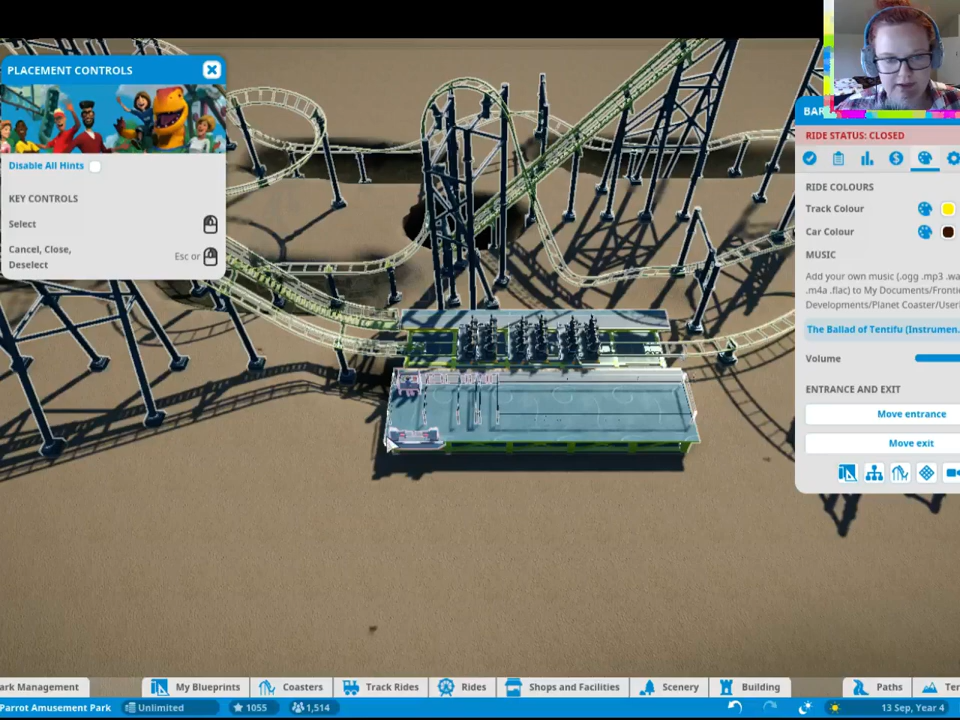 PLACEMENT CONTROLS
Disable All Hints
KEY CONTROLS
Select
Cancel, Close,
Deselect
Esc or
BAR
RIDE STATUS: CLOSED
RIDE COLOURS
Track Colour
Car Colour
MUSIC
Add your own music (.ogg .mp3 .wa
.m4a .flac) to My Documents/Fronti
Developments/Planet Coaster/User
The Ballad of Tentifu (Instrumen.
Volume
ENTRANCE AND EXIT
Move entrance
Move exit
ark Management
My Blueprints
Coasters
Track Rides
Rides
Shops and Facilities
Scenery
Building
Paths
Ter
Parrot Amusement Park
Unlimited
1055
1,514
13 Sep, Year 4